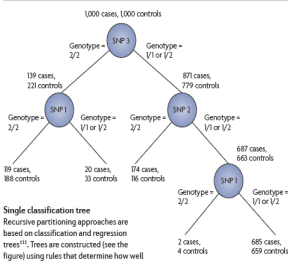 1,000 cases, 1,000 controls
SNP 3
Genotype =
2/2
Genotype =
1/1 or 1/2
139 cases,
221 controls
871 cases,
779 controls
SNP 1
SNP 2
Genotype =
2/2
Genotype =
1/1 or 1/2
Genotype =
2/2
Genotype =
1/1 or 1/2
119 cases,
188 controls
20 cases,
33 controls
174 cases,
116 controls
687 cases,
663 controls
SNP 1
Genotype =
2/2
Genotype =
1/1 or 1/2
2 cases,
4 controls
685 cases,
659 controls
Single classification tree
Recursive partitioning approaches are
based on classification and regression
trees¹¹¹. Trees are constructed (see the
figure) using rules that determine how well